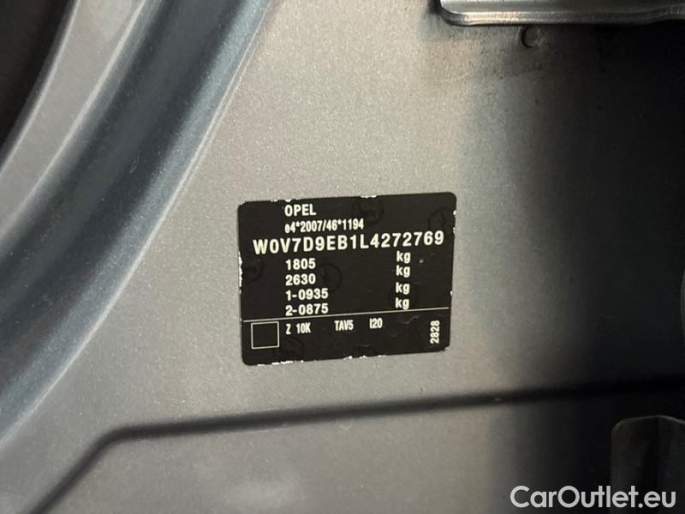 OPEL
e4*2007/46*1194
W0V7D9EB1L4272769
1805 kg
2630 kg
1-0935 kg
2-0875 kg
Z 10K TAV5 I20
2828
CarOutlet.eu